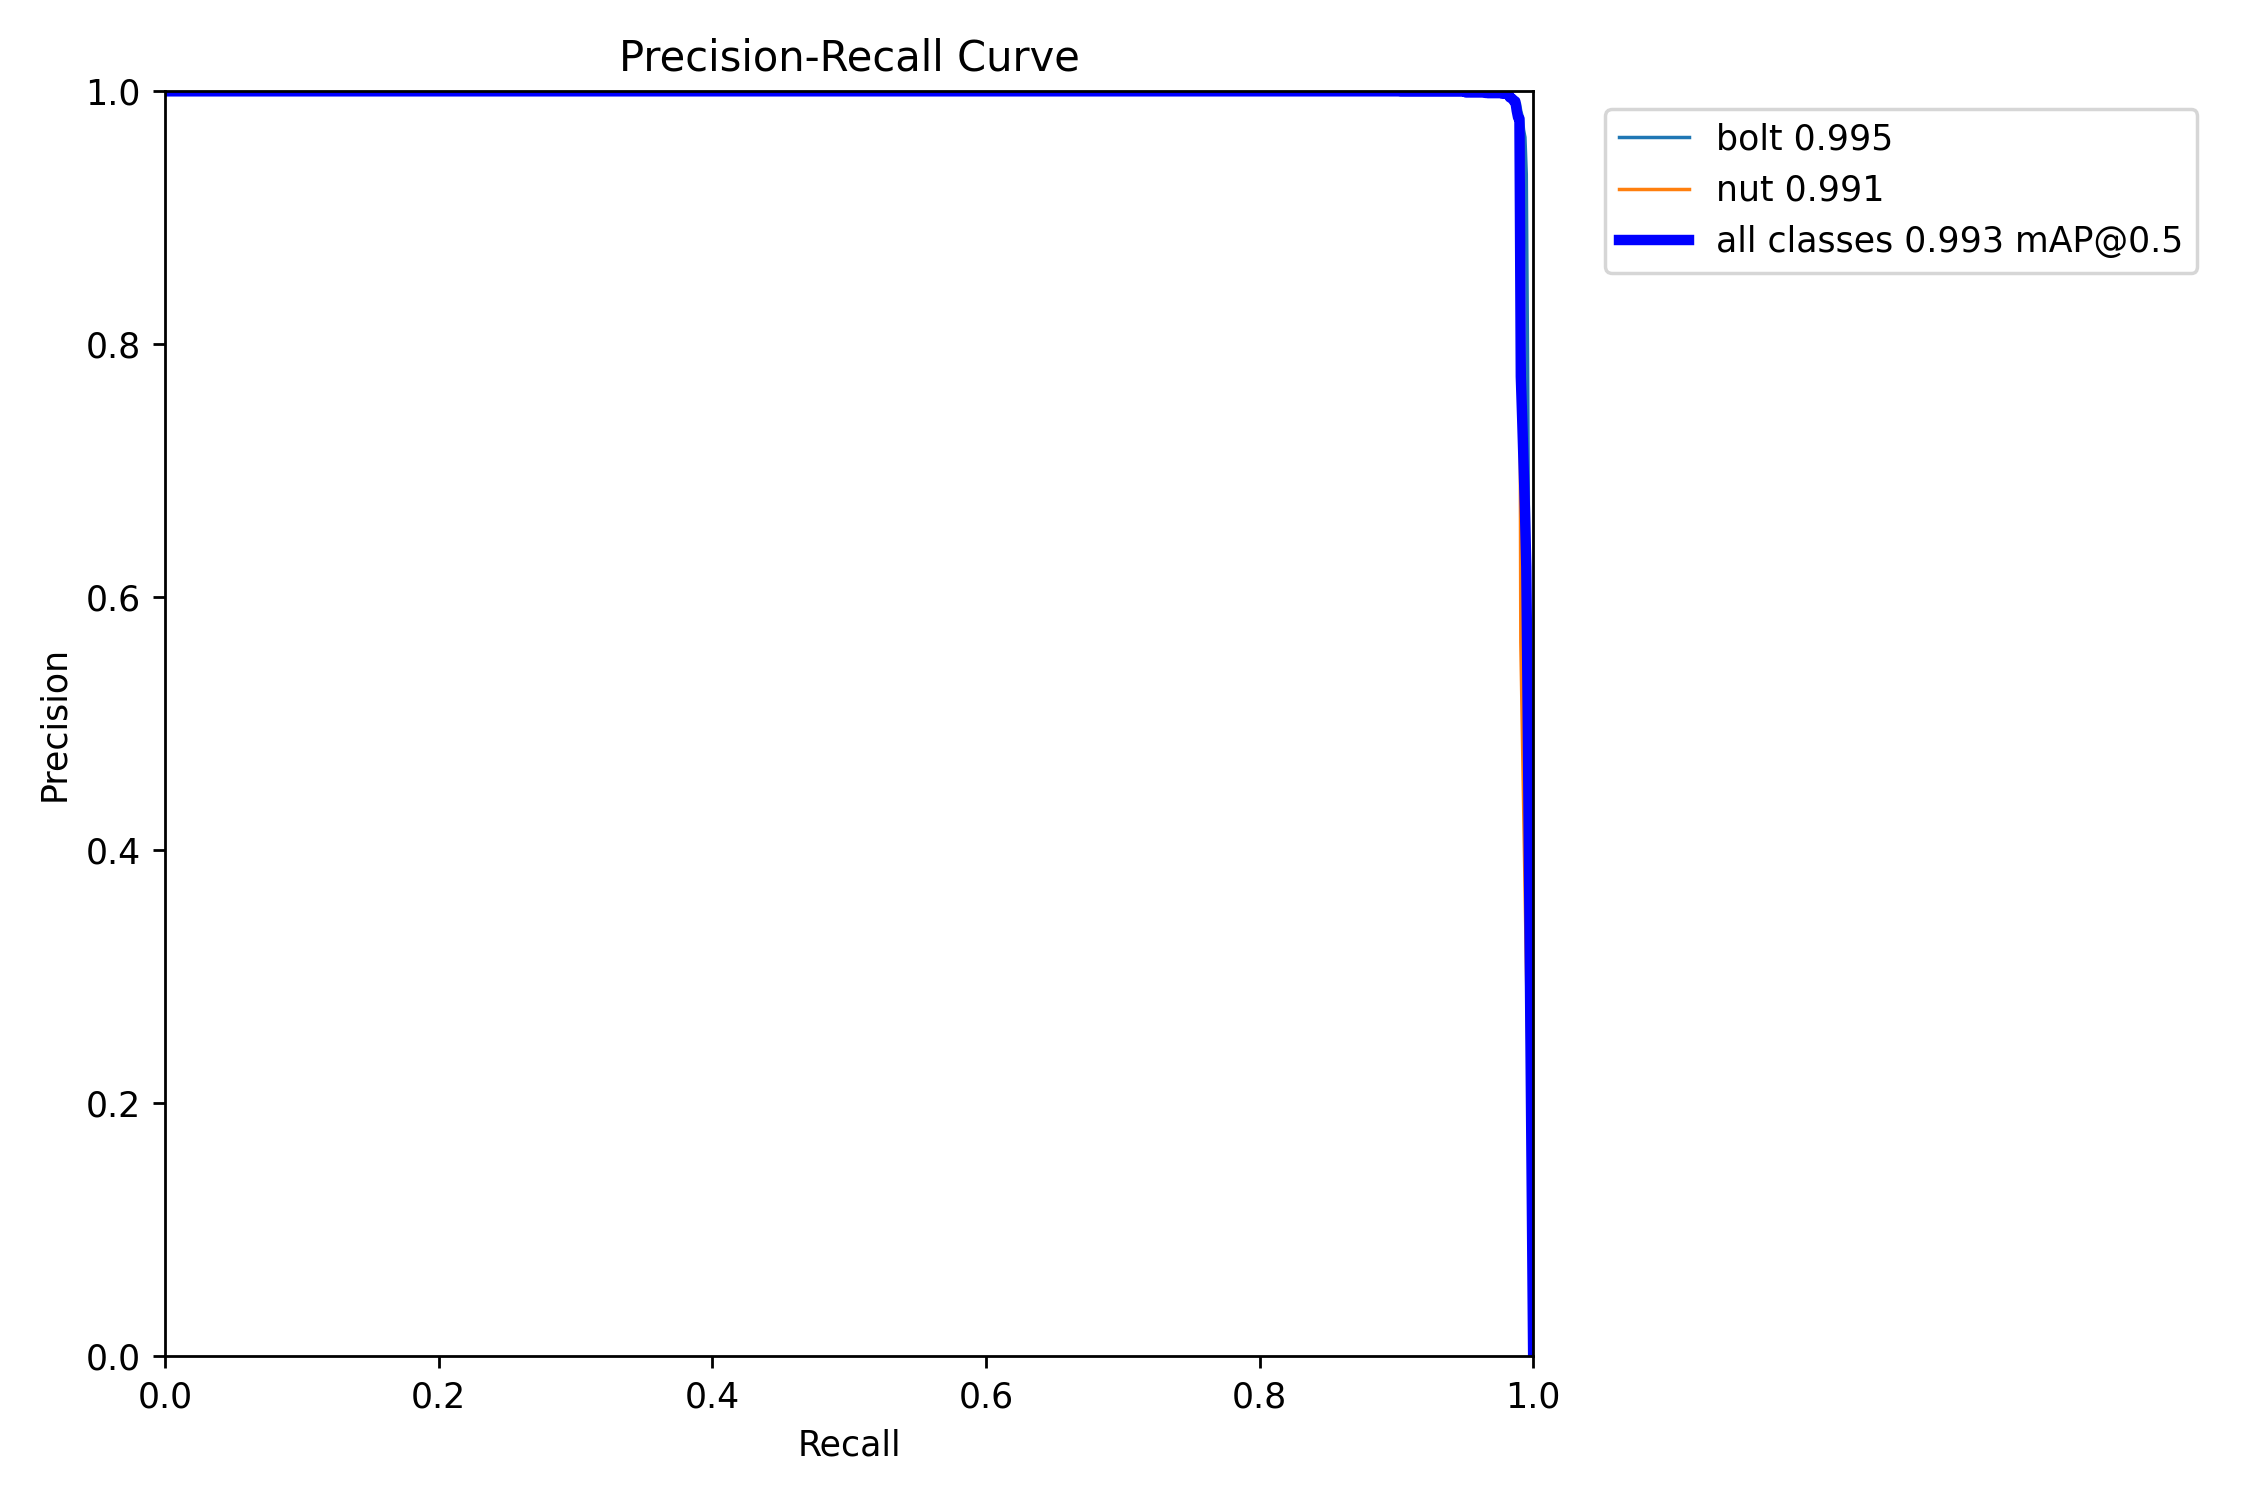 Precision-Recall Curve
1.0
0.8
0.6
0.4
0.2
0.0
Precision
0.0 0.2 0.4 0.6 0.8 1.0
Recall
bolt 0.995
nut 0.991
all classes 0.993 mAP@0.5